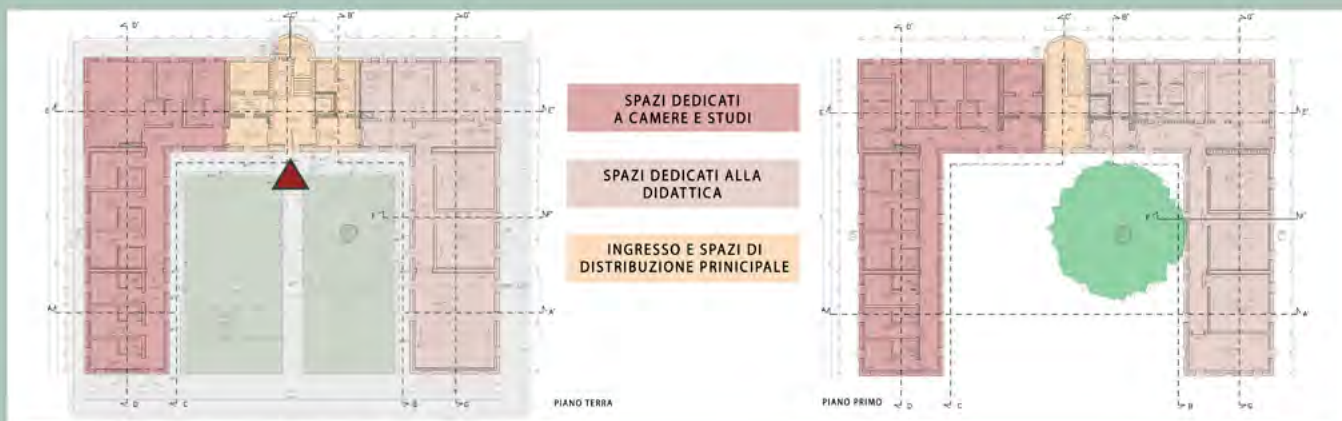 SPAZI DEDICATI
A CAMERE E STUDI
SPAZI DEDICATI ALLA
DIDATTICA
INGRESSO E SPAZI DI
DISTRIBUZIONE PRINICIPALE
PIANO TERRA
PIANO PRIMO